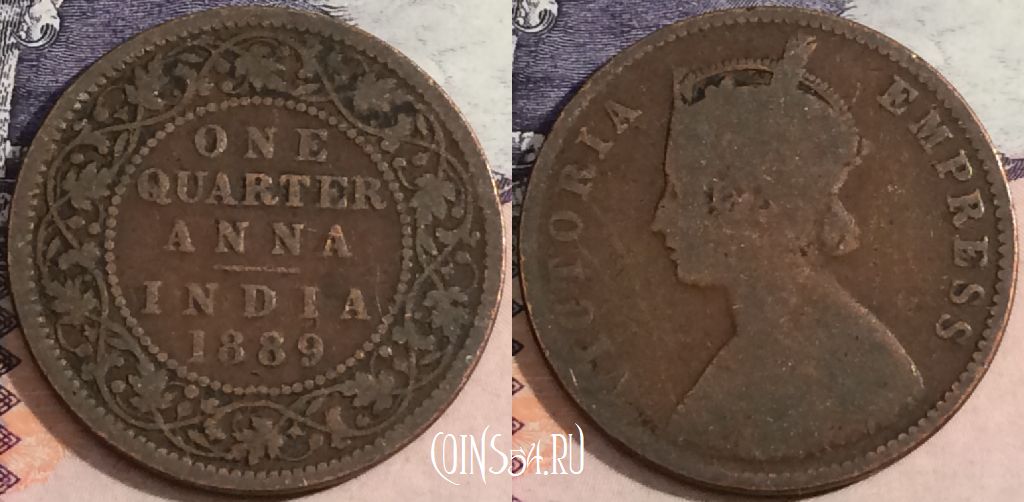 ONE
QUARTER
ANNA
INDIA
1889
VICTORIA EMPRESS
COINS54.RU